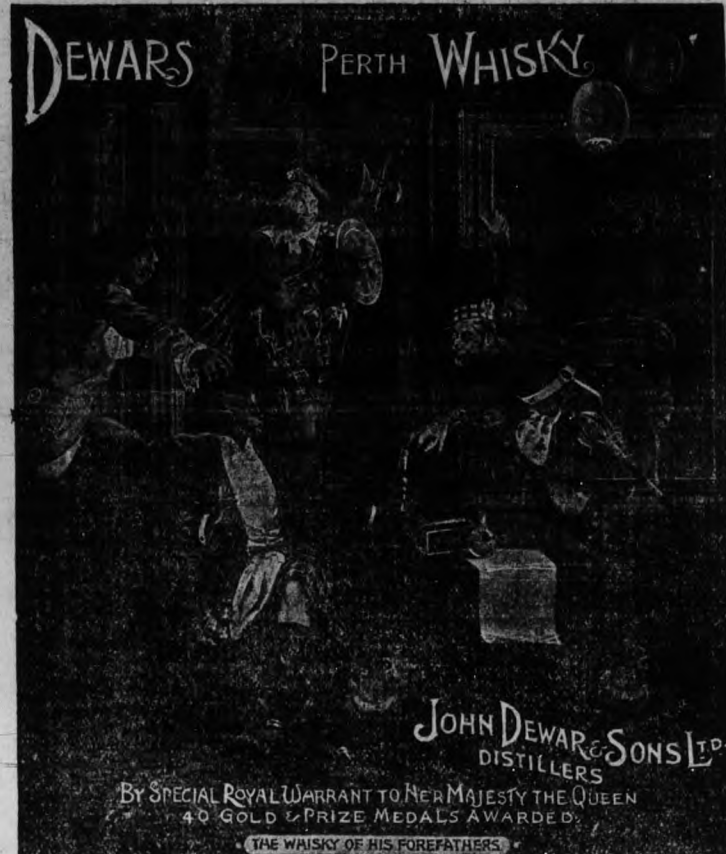 DEWARS PERTH WHISKY
JOHN DEWAR & SONS LTD.
DISTILLERS
BY SPECIAL ROYAL WARRANT TO HER MAJESTY THE QUEEN
40 GOLD & PRIZE MEDALS AWARDED.
THE WHISKY OF HIS FOREFATHERS